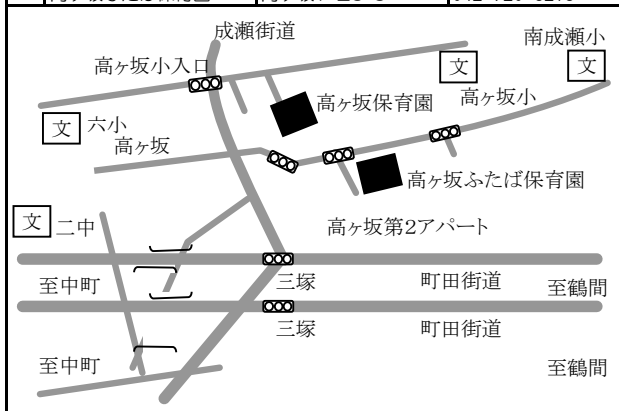 成瀬街道
南成瀬小
高ヶ坂小入口
文
文
高ヶ坂小
高ヶ坂保育園
文 六小
高ヶ坂
高ヶ坂ふたば保育園
文 二中
高ヶ坂第2アパート
至中町
三塚
町田街道
至鶴間
三塚
町田街道
至中町
至鶴間